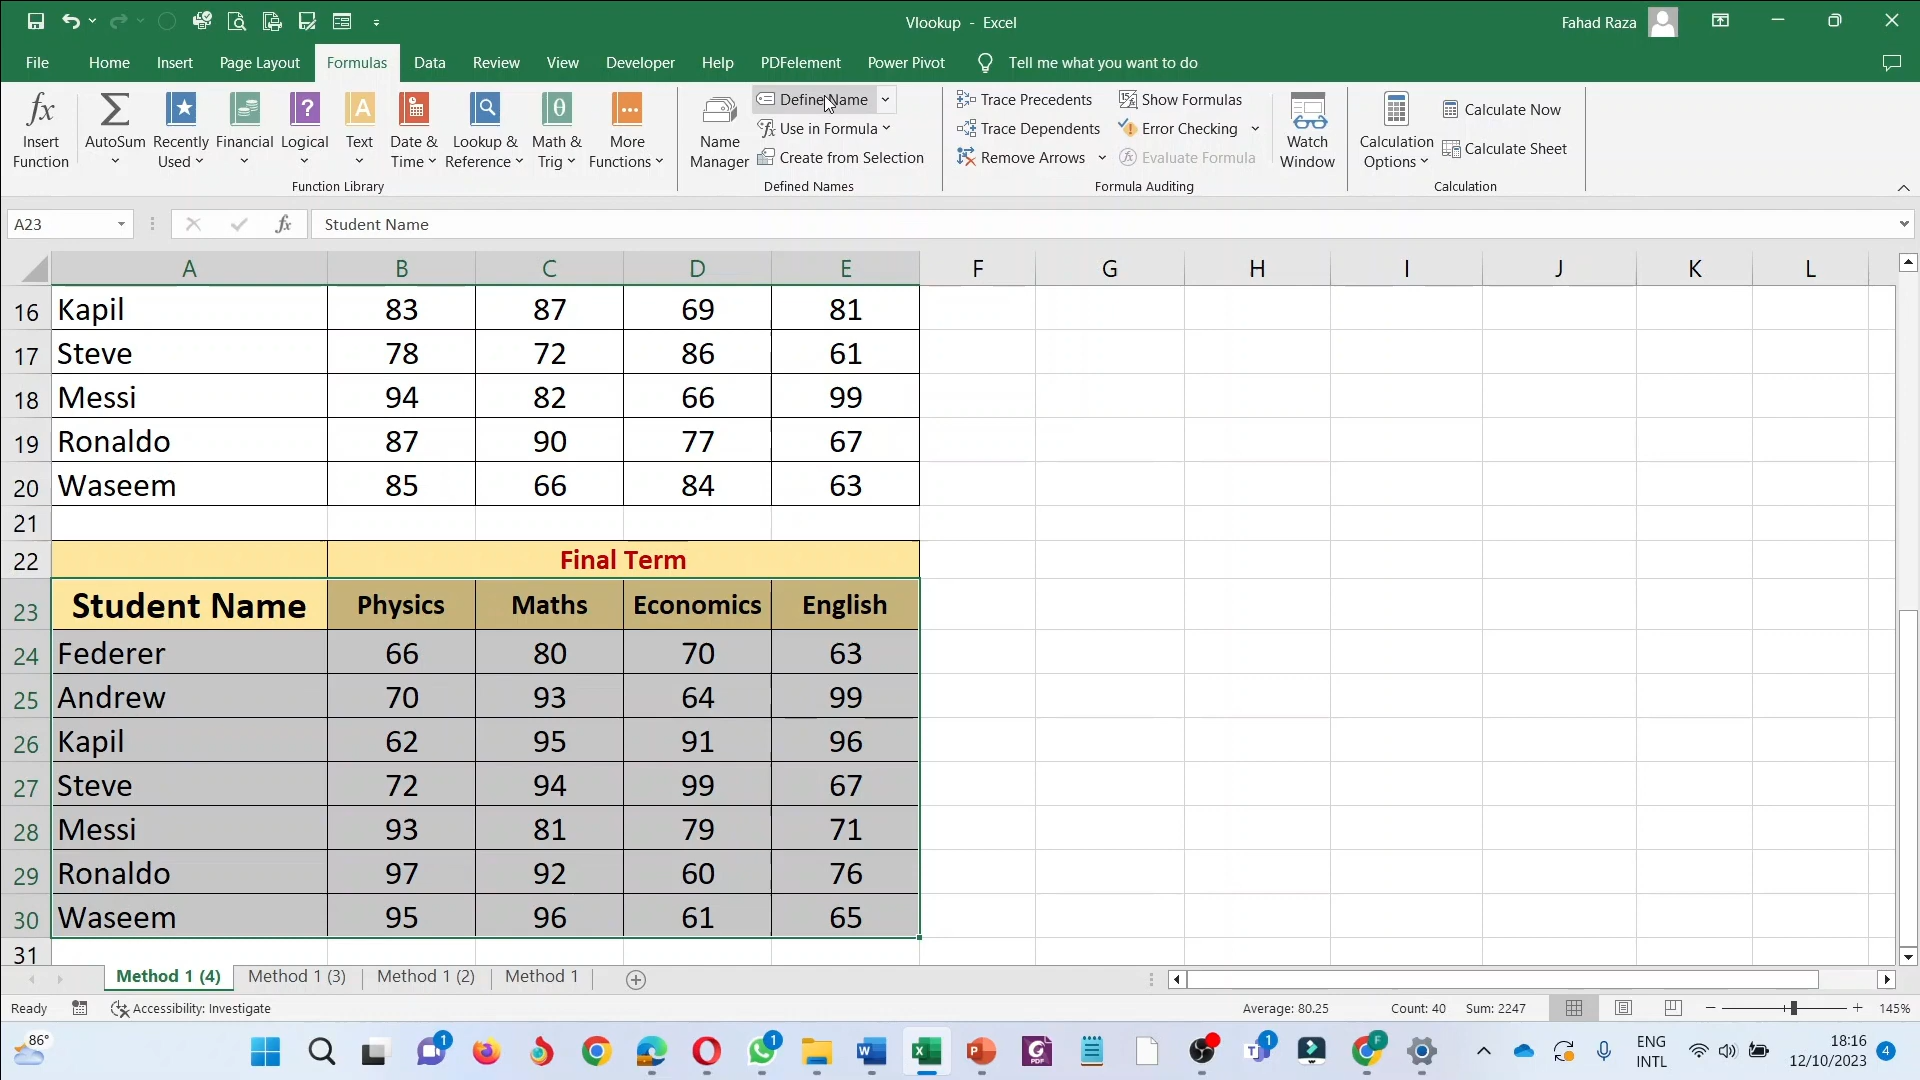 Vlookup - Excel
Fahad Raza
File Home Insert Page Layout Formulas Data Review View Developer Help PDFelement Power Pivot Tell me what you want to do
Insert Function
AutoSum
Recently Used
Financial
Logical
Text
Date & Time
Lookup & Reference
Math & Trig
More Functions
Function Library
Name Manager
Define Name
Use in Formula
Create from Selection
Defined Names
Trace Precedents
Trace Dependents
Remove Arrows
Show Formulas
Error Checking
Evaluate Formula
Formula Auditing
Watch Window
Calculation Options
Calculate Now
Calculate Sheet
Calculation
A23 fx Student Name
A B C D E F G H I J K L
16 Kapil 83 87 69 81
17 Steve 78 72 86 61
18 Messi 94 82 66 99
19 Ronaldo 87 90 77 67
20 Waseem 85 66 84 63
21
22 Final Term
23 Student Name Physics Maths Economics English
24 Federer 66 80 70 63
25 Andrew 70 93 64 99
26 Kapil 62 95 91 96
27 Steve 72 94 99 67
28 Messi 93 81 79 71
29 Ronaldo 97 92 60 76
30 Waseem 95 96 61 65
31
Method 1 (4) Method 1 (3) Method 1 (2) Method 1
Ready Accessibility: Investigate Average: 80.25 Count: 40 Sum: 2247 145%
86°
1
1
1
ENG
INTL
18:16
12/10/2023
4